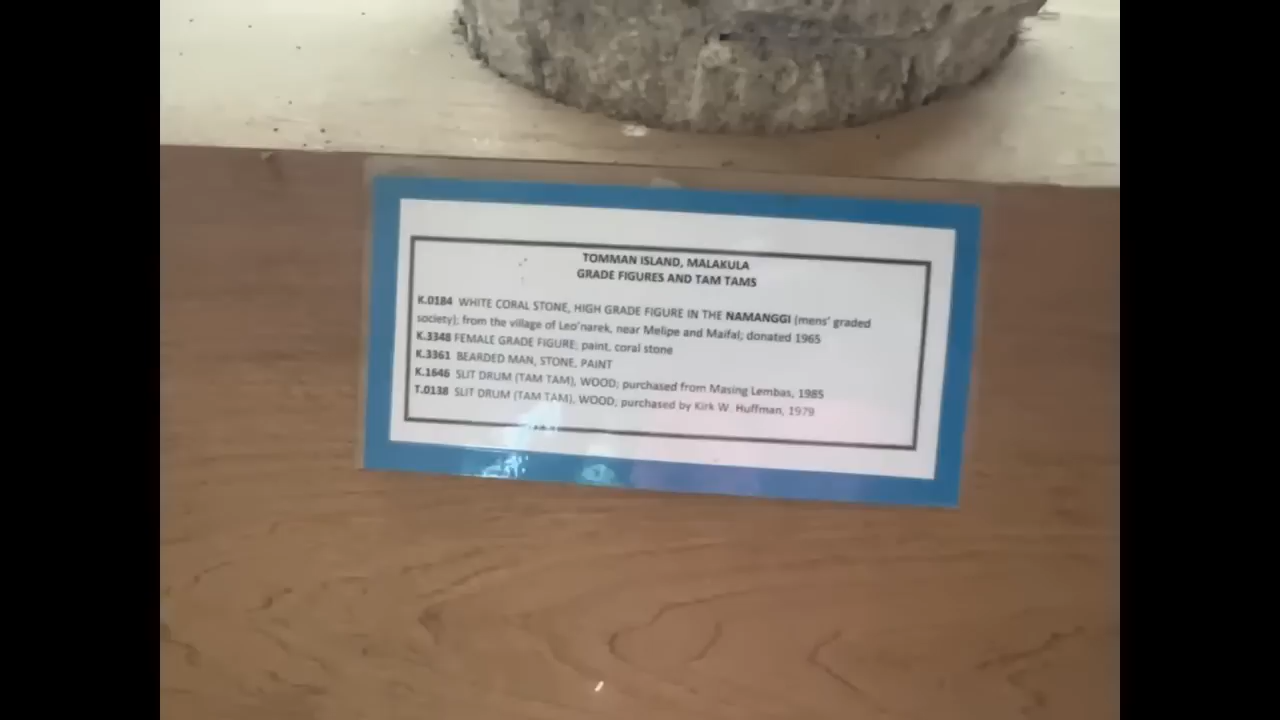 TOMMAN ISLAND, MALAKULA
GRADE FIGURES AND TAM TAMS
K.0184 WHITE CORAL STONE, HIGH GRADE FIGURE IN THE NAMANGGI (mens' graded
society); from the village of Leo'narek, near Melipe and Maifal; donated 1965
K.3348 FEMALE GRADE FIGURE; paint, coral stone
K.3361 BEARDED MAN, STONE, PAINT
K.1646 SLIT DRUM (TAM TAM), WOOD; purchased from Masing Lembas, 1985
T.0138 SLIT DRUM (TAM TAM), WOOD; purchased by Kirk W. Huffman, 1979